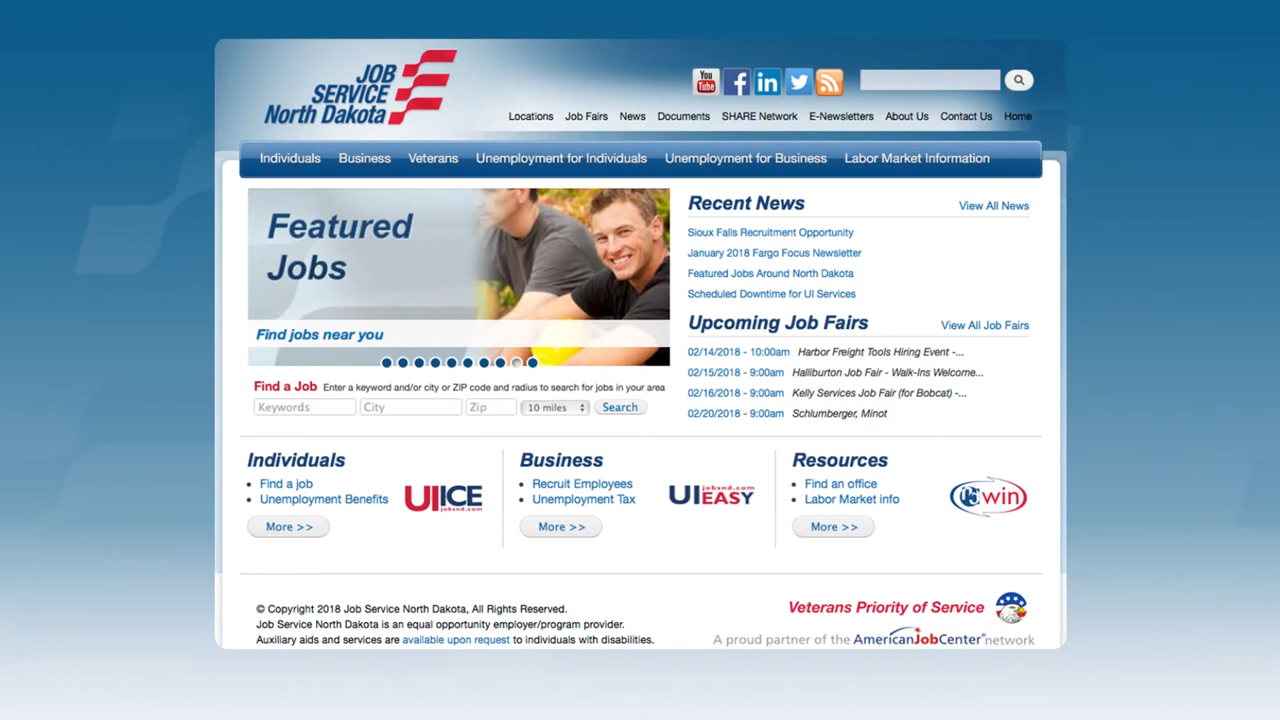 JOB
SERVICE
North Dakota
You
Tube
Locations Job Fairs News Documents SHARE Network E-Newsletters About Us Contact Us Home
Individuals Business Veterans Unemployment for Individuals Unemployment for Business Labor Market Information
Featured
Jobs
Find jobs near you
Find a Job Enter a keyword and/or city or ZIP code and radius to search for jobs in your area
Keywords City Zip 10 miles Search
Recent News View All News
Sioux Falls Recruitment Opportunity
January 2018 Fargo Focus Newsletter
Featured Jobs Around North Dakota
Scheduled Downtime for UI Services
Upcoming Job Fairs View All Job Fairs
02/14/2018 - 10:00am Harbor Freight Tools Hiring Event -...
02/15/2018 - 9:00am Halliburton Job Fair - Walk-Ins Welcome...
02/16/2018 - 9:00am Kelly Services Job Fair (for Bobcat) -...
02/20/2018 - 9:00am Schlumberger, Minot
Individuals
Find a job
Unemployment Benefits
More >>
UI ICE
jobsnd.com
Business
Recruit Employees
Unemployment Tax
More >>
UI EASY
jobsnd.com
Resources
Find an office
Labor Market info
More >>
win
© Copyright 2018 Job Service North Dakota, All Rights Reserved.
Job Service North Dakota is an equal opportunity employer/program provider.
Auxiliary aids and services are available upon request to individuals with disabilities.
Veterans Priority of Service
A proud partner of the AmericanJobCenter® network